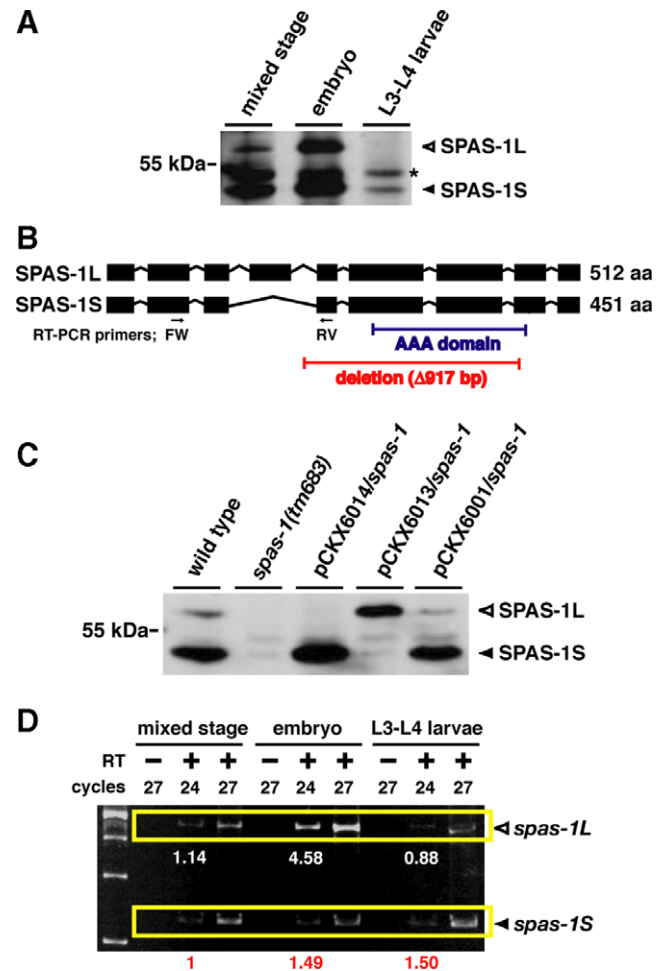 A
mixed stage
embryo
L3-L4 larvae
SPAS-1L
55 kDa-
*
SPAS-1S
B
SPAS-1L
512 aa
SPAS-1S
451 aa
RT-PCR primers; FW
RV
AAA domain
deletion (Δ917 bp)
C
wild type
spas-1(tm683)
pCKX6014/spas-1
pCKX6013/spas-1
pCKX6001/spas-1
SPAS-1L
55 kDa-
SPAS-1S
D
mixed stage embryo L3-L4 larvae
RT − + + − + + − + +
cycles 27 24 27 27 24 27 27 24 27
spas-1L
1.14 4.58 0.88
spas-1S
1 1.49 1.50